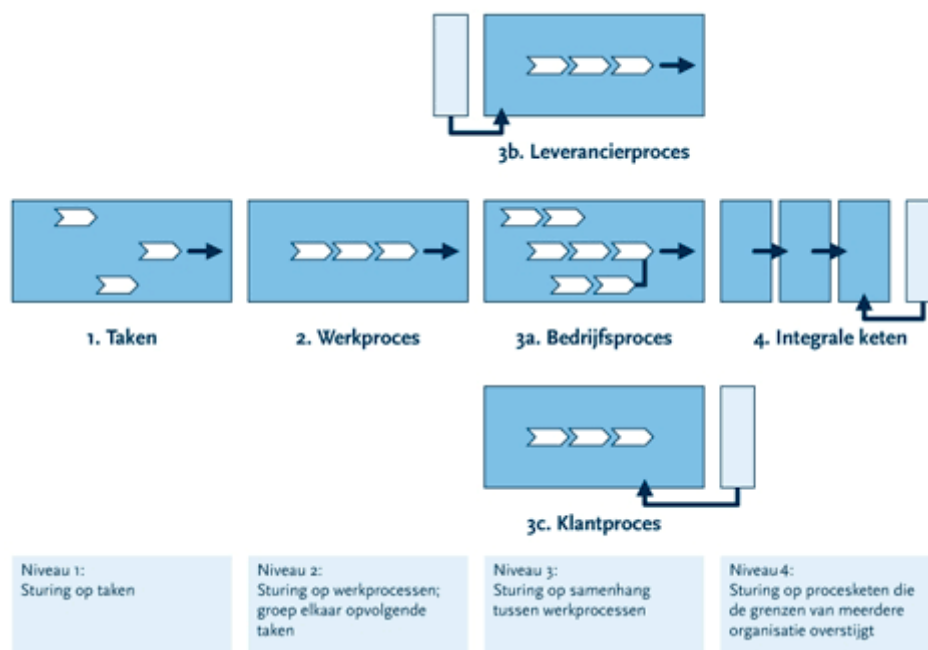 3b. Leverancierproces
1. Taken
2. Werkproces
3a. Bedrijfsproces
4. Integrale keten
3c. Klantproces
Niveau 1:
Sturing op taken
Niveau 2:
Sturing op werkprocessen;
groep elkaar opvolgende
taken
Niveau 3:
Sturing op samenhang
tussen werkprocessen
Niveau 4:
Sturing op procesketen die
de grenzen van meerdere
organisatie overstijgt